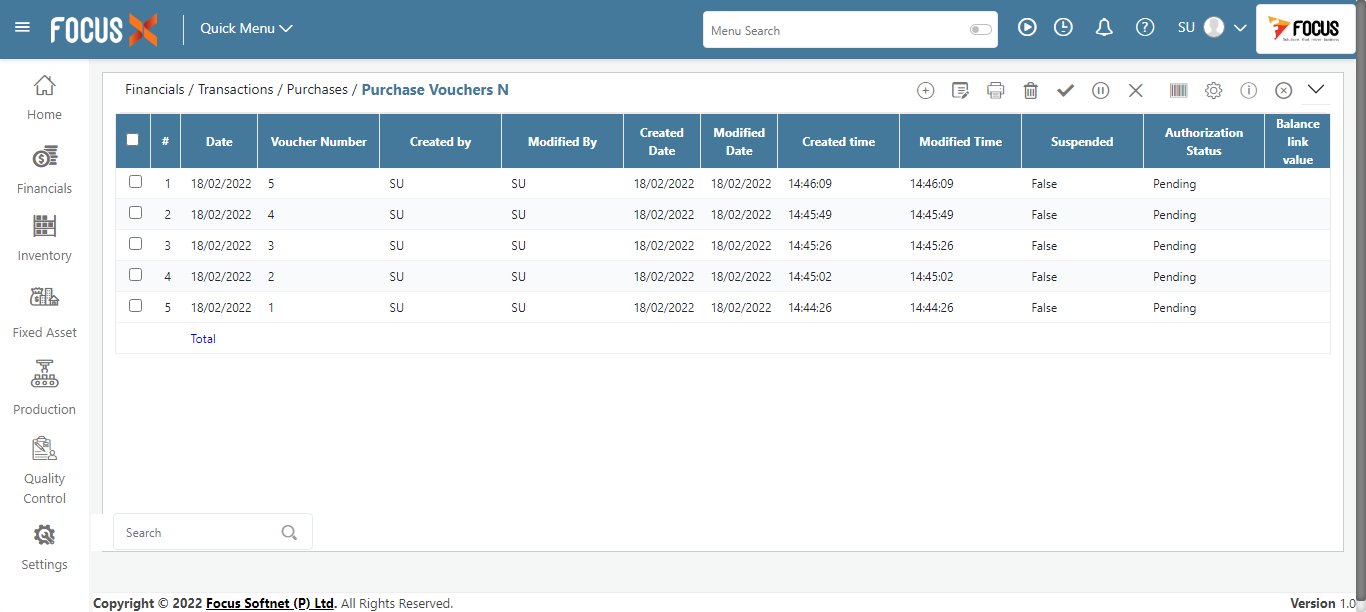 FOCUS X
Quick Menu
Menu Search
SU
FOCUS
Financials / Transactions / Purchases / Purchase Vouchers N
# Date Voucher Number Created by Modified By Created Date Modified Date Created time Modified Time Suspended Authorization Status Balance link value
1 18/02/2022 5 SU SU 18/02/2022 18/02/2022 14:46:09 14:46:09 False Pending
2 18/02/2022 4 SU SU 18/02/2022 18/02/2022 14:45:49 14:45:49 False Pending
3 18/02/2022 3 SU SU 18/02/2022 18/02/2022 14:45:26 14:45:26 False Pending
4 18/02/2022 2 SU SU 18/02/2022 18/02/2022 14:45:02 14:45:02 False Pending
5 18/02/2022 1 SU SU 18/02/2022 18/02/2022 14:44:26 14:44:26 False Pending
Total
Home
Financials
Inventory
Fixed Asset
Production
Quality
Control
Settings
Search
Copyright © 2022 Focus Softnet (P) Ltd. All Rights Reserved.
Version 1.0